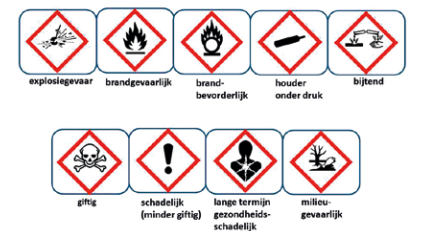 explosiegevaar brandgevaarlijk brand- houder bijtend
bevorderlijk onder druk
giftig schadelijk lange termijn milieu-
(minder giftig) gezondheids- gevaarlijk
schadelijk